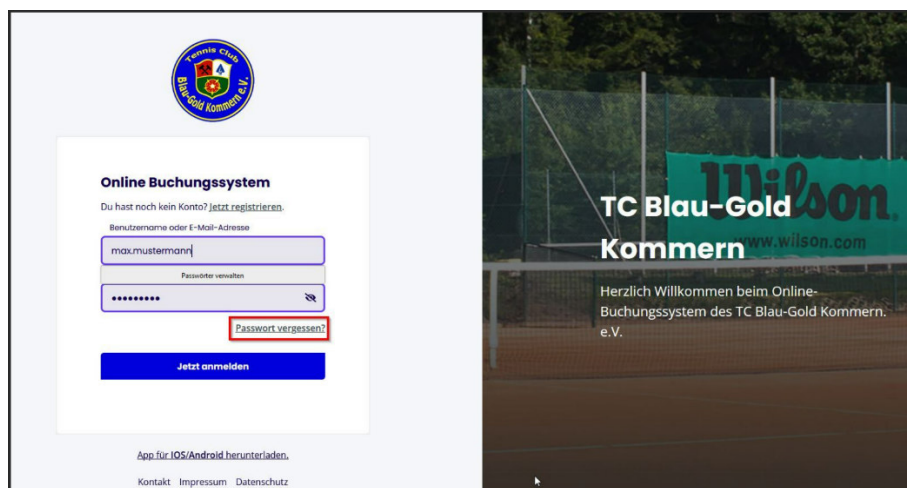 Tennis Club
Blau-Gold Kommern e.V.
Online Buchungssystem
Du hast noch kein Konto? Jetzt registrieren.
Benutzername oder E-Mail-Adresse
max.mustermann
Passwörter verwalten
Passwort vergessen?
Jetzt anmelden
App für IOS/Android herunterladen.
Kontakt Impressum Datenschutz
Wilson.
www.wilson.com
TC Blau-Gold
Kommern
Herzlich Willkommen beim Online-
Buchungssystem des TC Blau-Gold Kommern.
e.V.